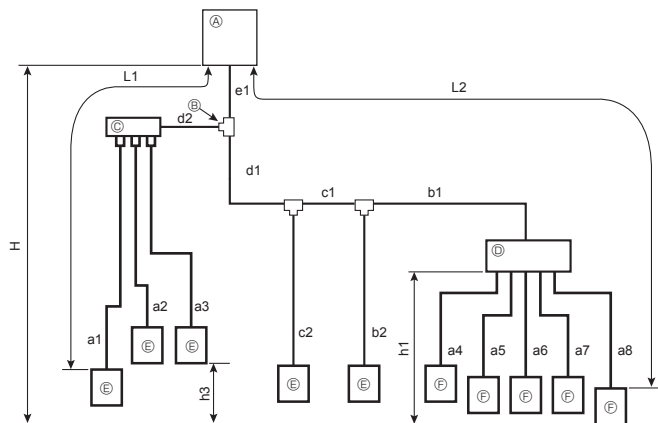 Ⓐ
L1
e1
L2
Ⓑ
Ⓒ
d2
d1
c1
b1
H
Ⓓ
a1
a2
a3
c2
b2
h1
a4
a5
a6
a7
a8
h3
Ⓔ
Ⓔ
Ⓔ
Ⓔ
Ⓔ
Ⓕ
Ⓕ
Ⓕ
Ⓕ
Ⓕ